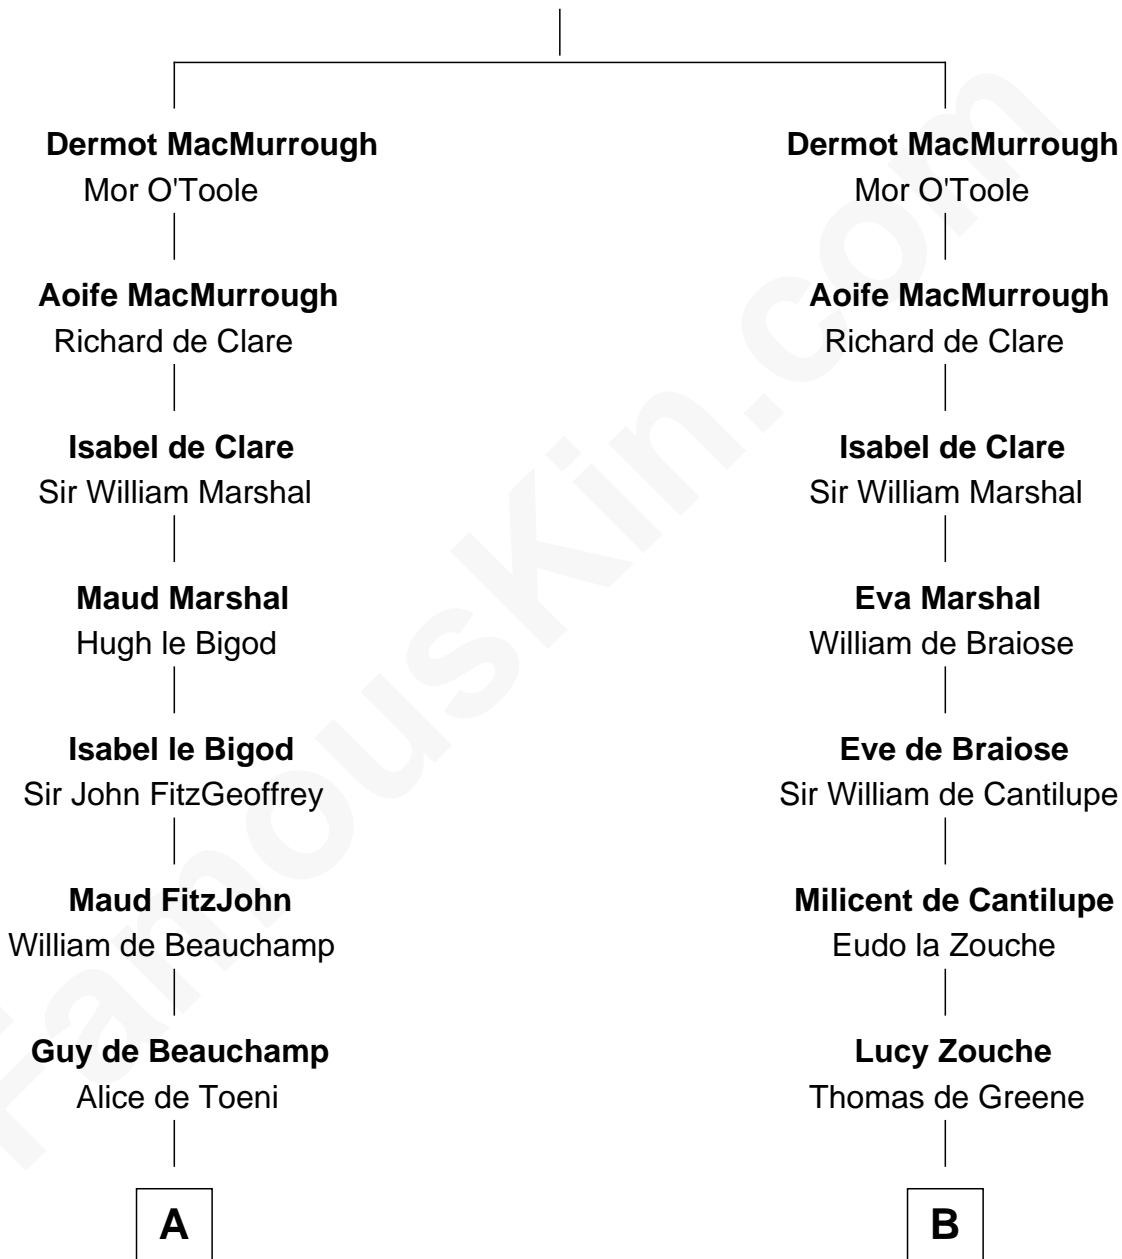 Dermot MacMurrough
Mor O'Toole
Aoife MacMurrough
Richard de Clare
Isabel de Clare
Sir William Marshal
Maud Marshal
Hugh le Bigod
Isabel le Bigod
Sir John FitzGeoffrey
Maud FitzJohn
William de Beauchamp
Guy de Beauchamp
Alice de Toeni
A
Dermot MacMurrough
Mor O'Toole
Aoife MacMurrough
Richard de Clare
Isabel de Clare
Sir William Marshal
Eva Marshal
William de Braiose
Eve de Braiose
Sir William de Cantilupe
Milicent de Cantilupe
Eudo la Zouche
Lucy Zouche
Thomas de Greene
B
FamousKin.com